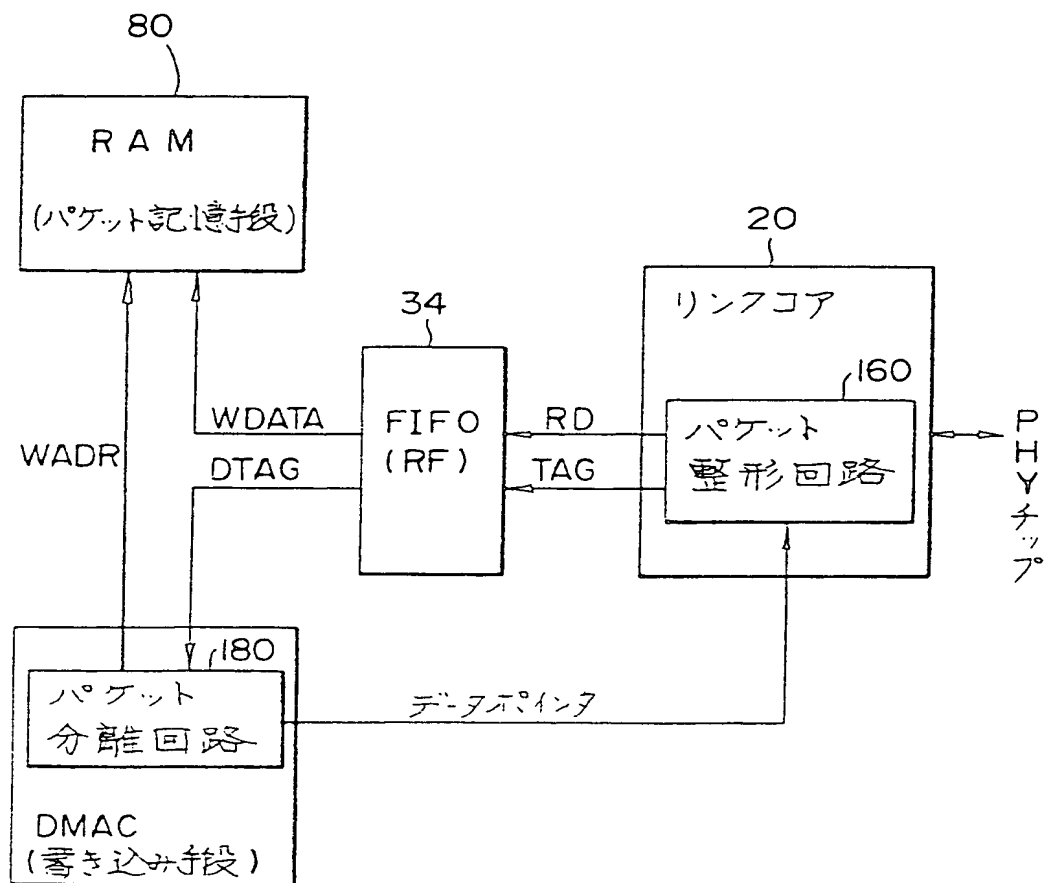 80
RAM
(パケット記憶手段)
20
リンクコア
34
160
FIFO
(RF)
パケット
整形回路
WDATA
RD
WADR
DTAG
TAG
PHYチップ
180
パケット
分離回路
データポインタ
DMAC
(書き込み手段)